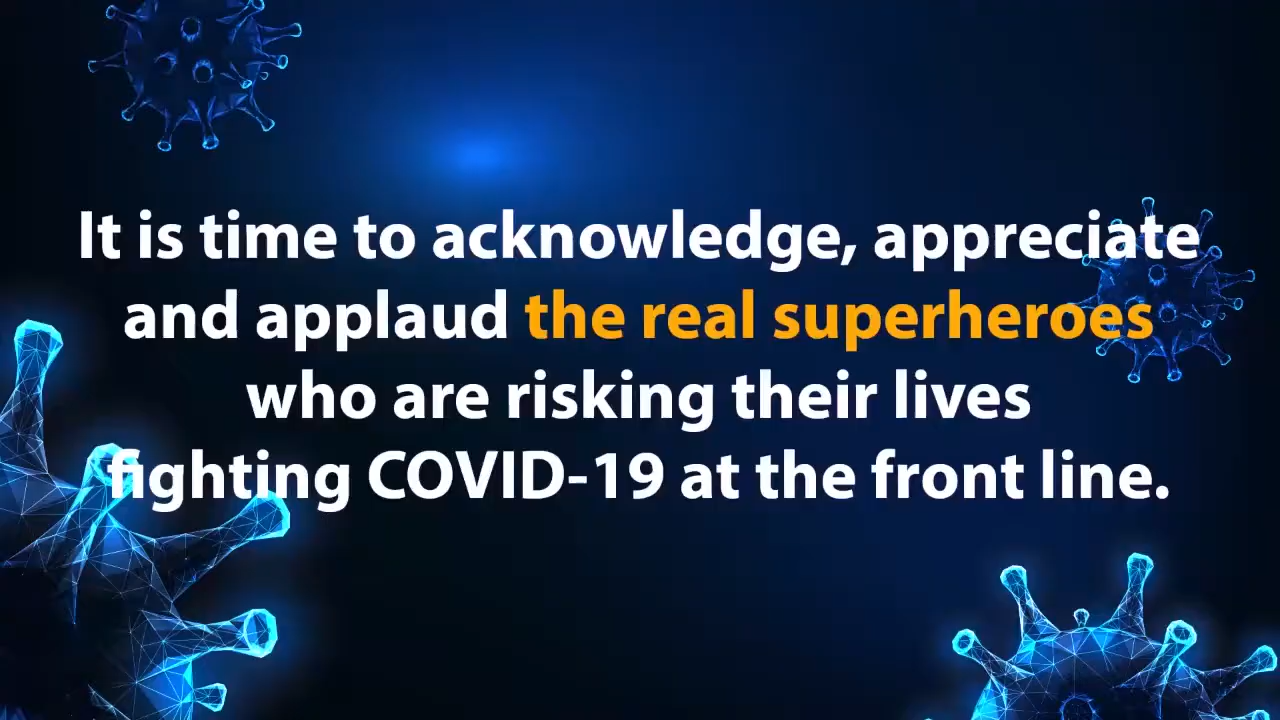 It is time to acknowledge, appreciate
and applaud the real superheroes
who are risking their lives
fighting COVID-19 at the front line.